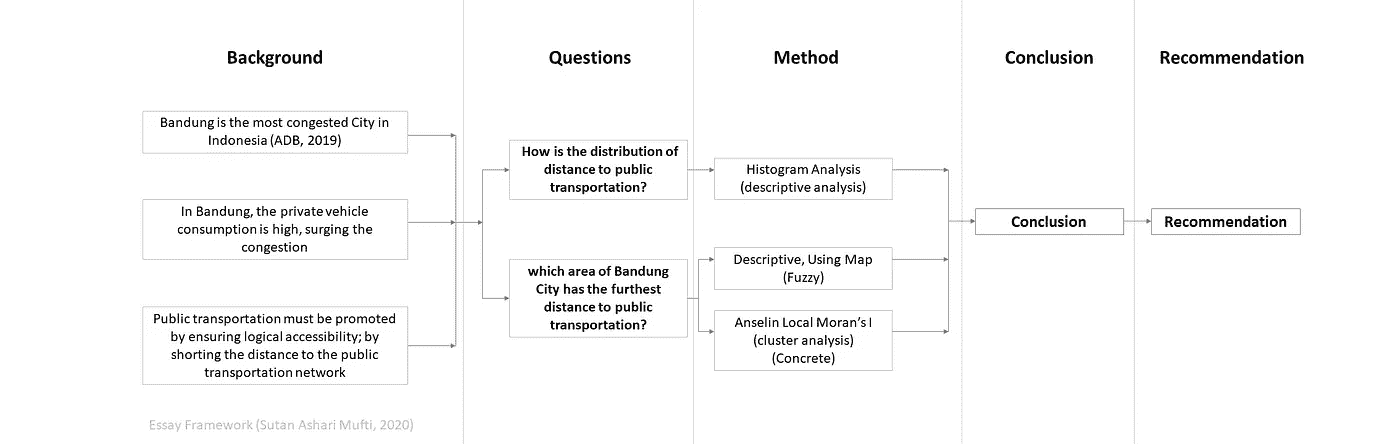 Background
Questions
Method
Conclusion
Recommendation
Bandung is the most congested City in
Indonesia (ADB, 2019)
In Bandung, the private vehicle
consumption is high, surging the
congestion
Public transportation must be promoted
by ensuring logical accessibility; by
shorting the distance to the public
transportation network
How is the distribution of
distance to public
transportation?
which area of Bandung
City has the furthest
distance to public
transportation?
Histogram Analysis
(descriptive analysis)
Descriptive, Using Map
(Fuzzy)
Anselin Local Moran's I
(cluster analysis)
(Concrete)
Conclusion
Recommendation
Essay Framework (Sutan Ashari Mufti, 2020)